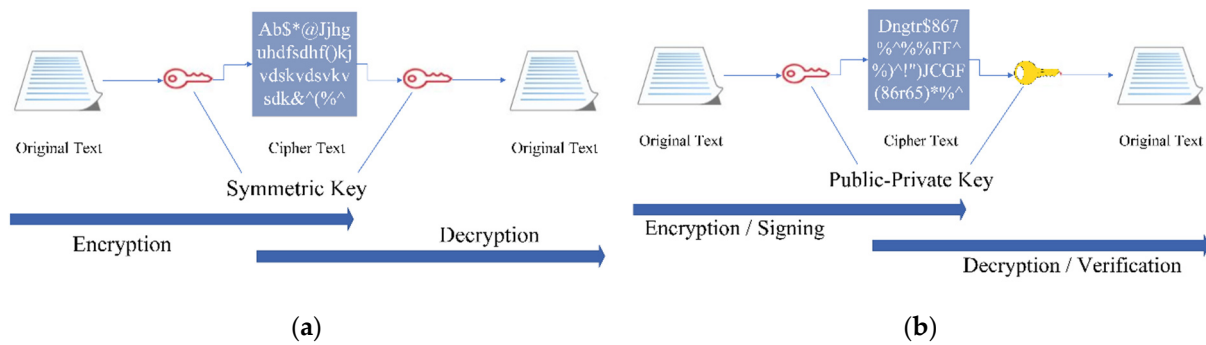 Ab$*@Jjhg
uhdfsdhf()kj
vdskvdsvkv
sdk&^(%^
Original Text
Cipher Text
Original Text
Symmetric Key
Encryption
Decryption
(a)
Dngtr$867
%^%%FF^
%)^!")JCGF
(86r65)*%^
Original Text
Cipher Text
Original Text
Public-Private Key
Encryption / Signing
Decryption / Verification
(b)